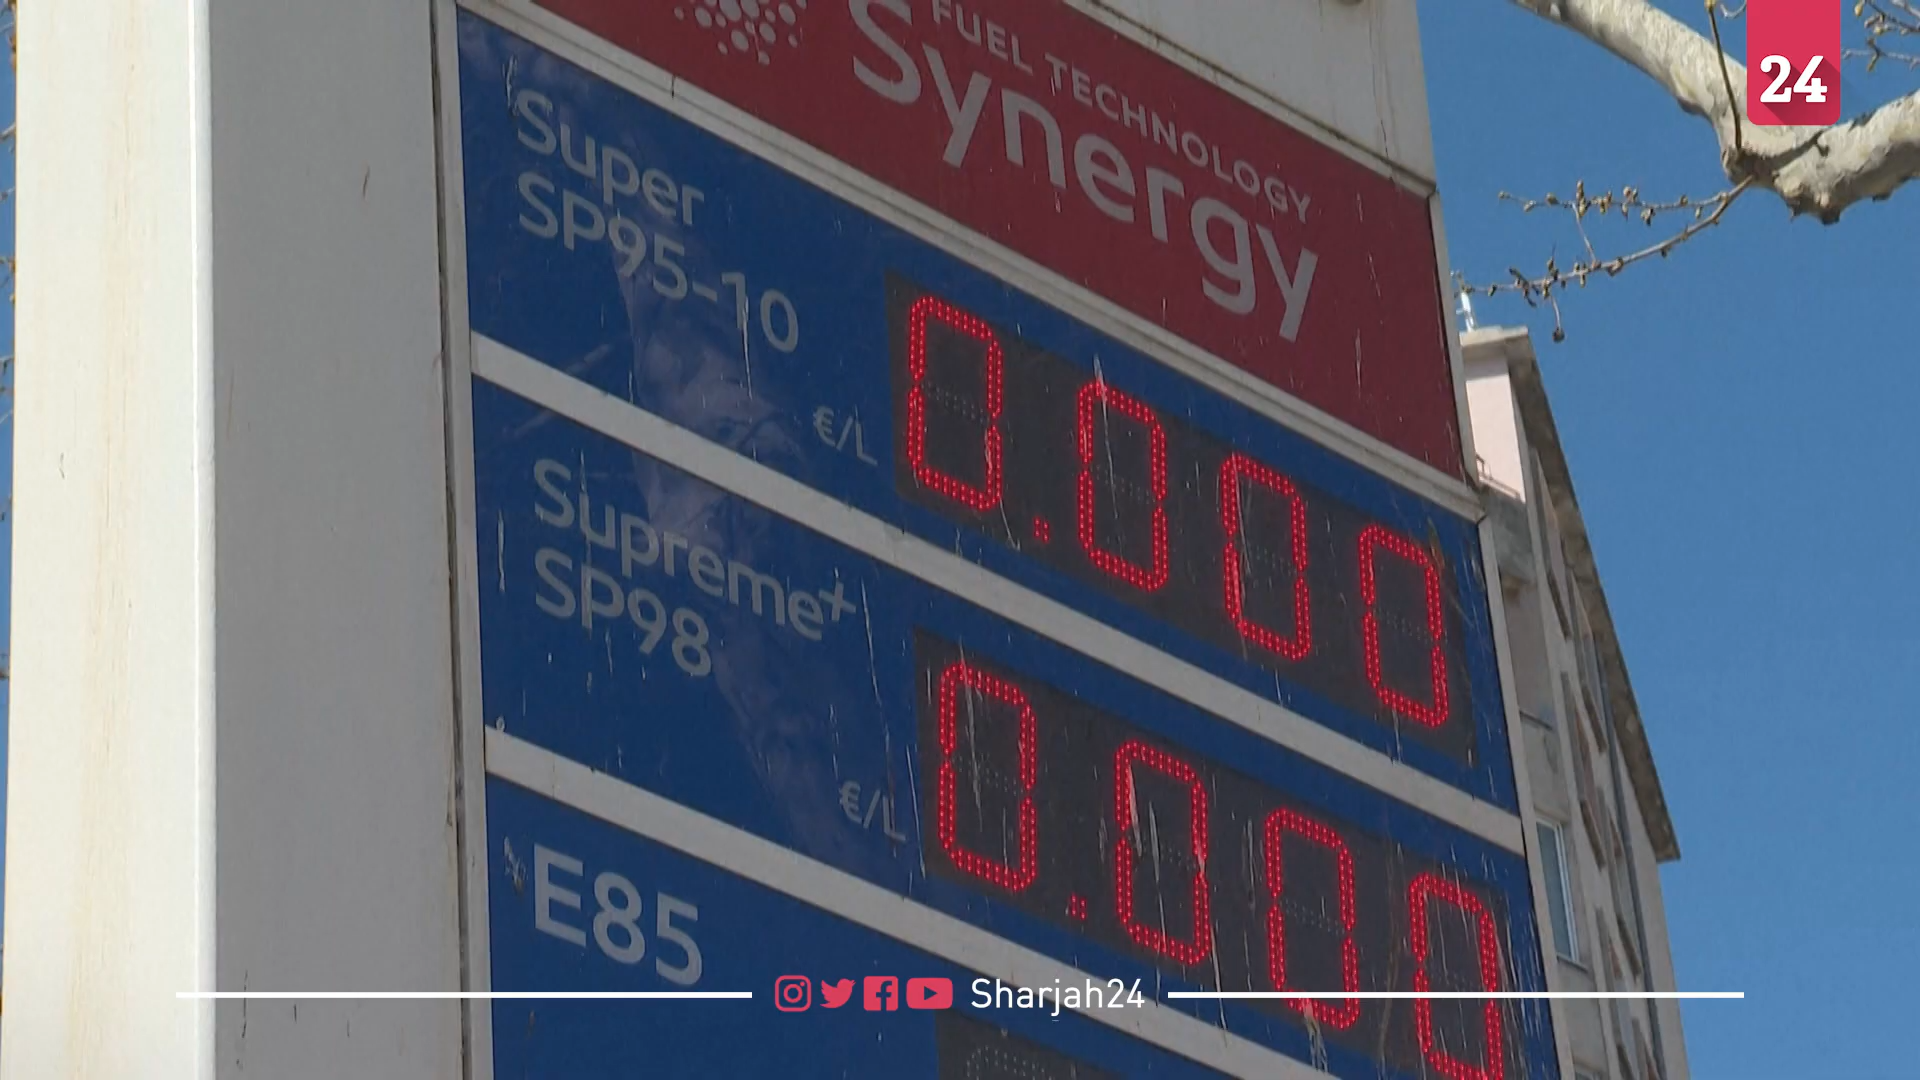 24
FUEL TECHNOLOGY
Synergy
Super
SP95-10
€/L
0.000
Supreme+
SP98
€/L
0.000
E85
Sharjah24